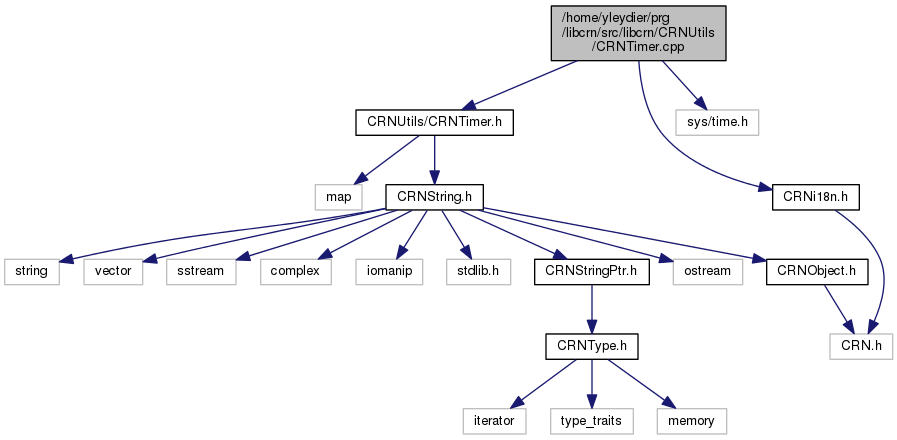 /home/yleydier/prg
/libcrn/src/libcrn/CRNUtils
/CRNTimer.cpp
CRNUtils/CRNTimer.h
sys/time.h
map
CRNString.h
CRNi18n.h
string
vector
sstream
complex
iomanip
stdlib.h
CRNStringPtr.h
ostream
CRNObject.h
CRNType.h
CRN.h
iterator
type_traits
memory